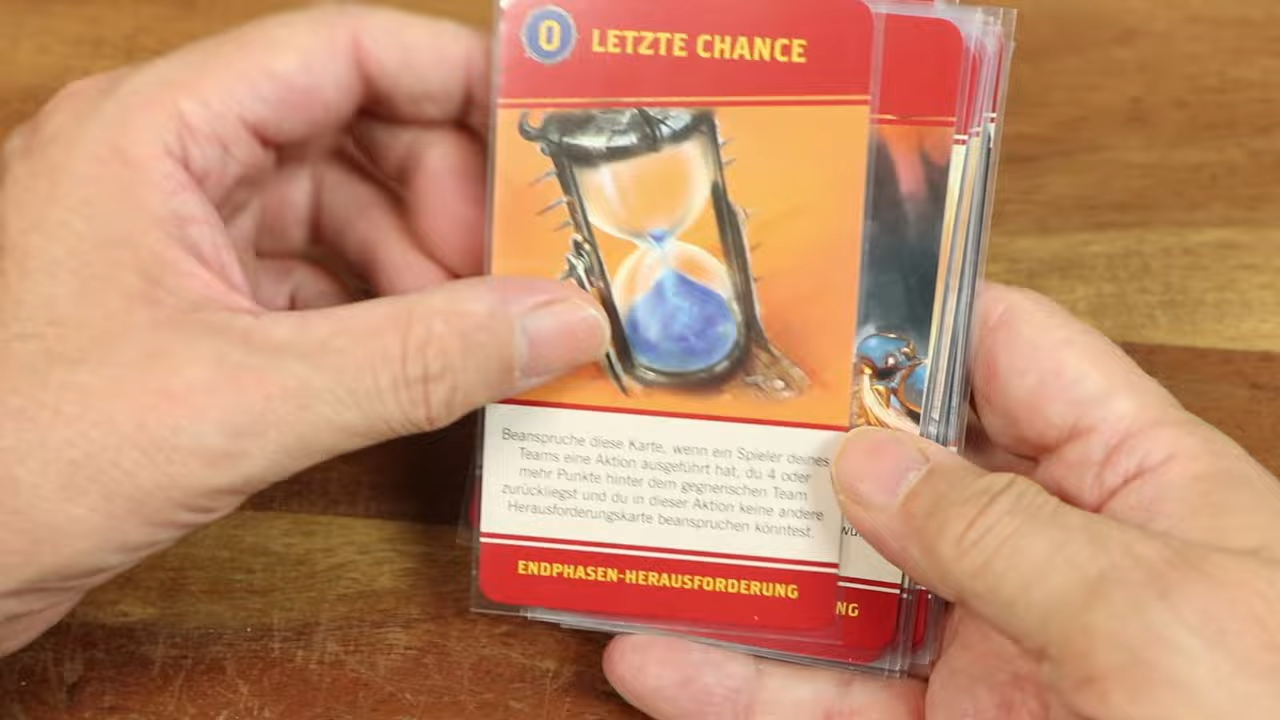 0 LETZTE CHANCE
Beanspruche diese Karte, wenn ein Spieler deines
Teams eine Aktion ausgeführt hat, du 4 oder
mehr Punkte hinter dem gegnerischen Team
zurückliegst und du in dieser Aktion keine andere
Herausforderungskarte beanspruchen könntest.
ENDPHASEN-HERAUSFORDERUNG
NG